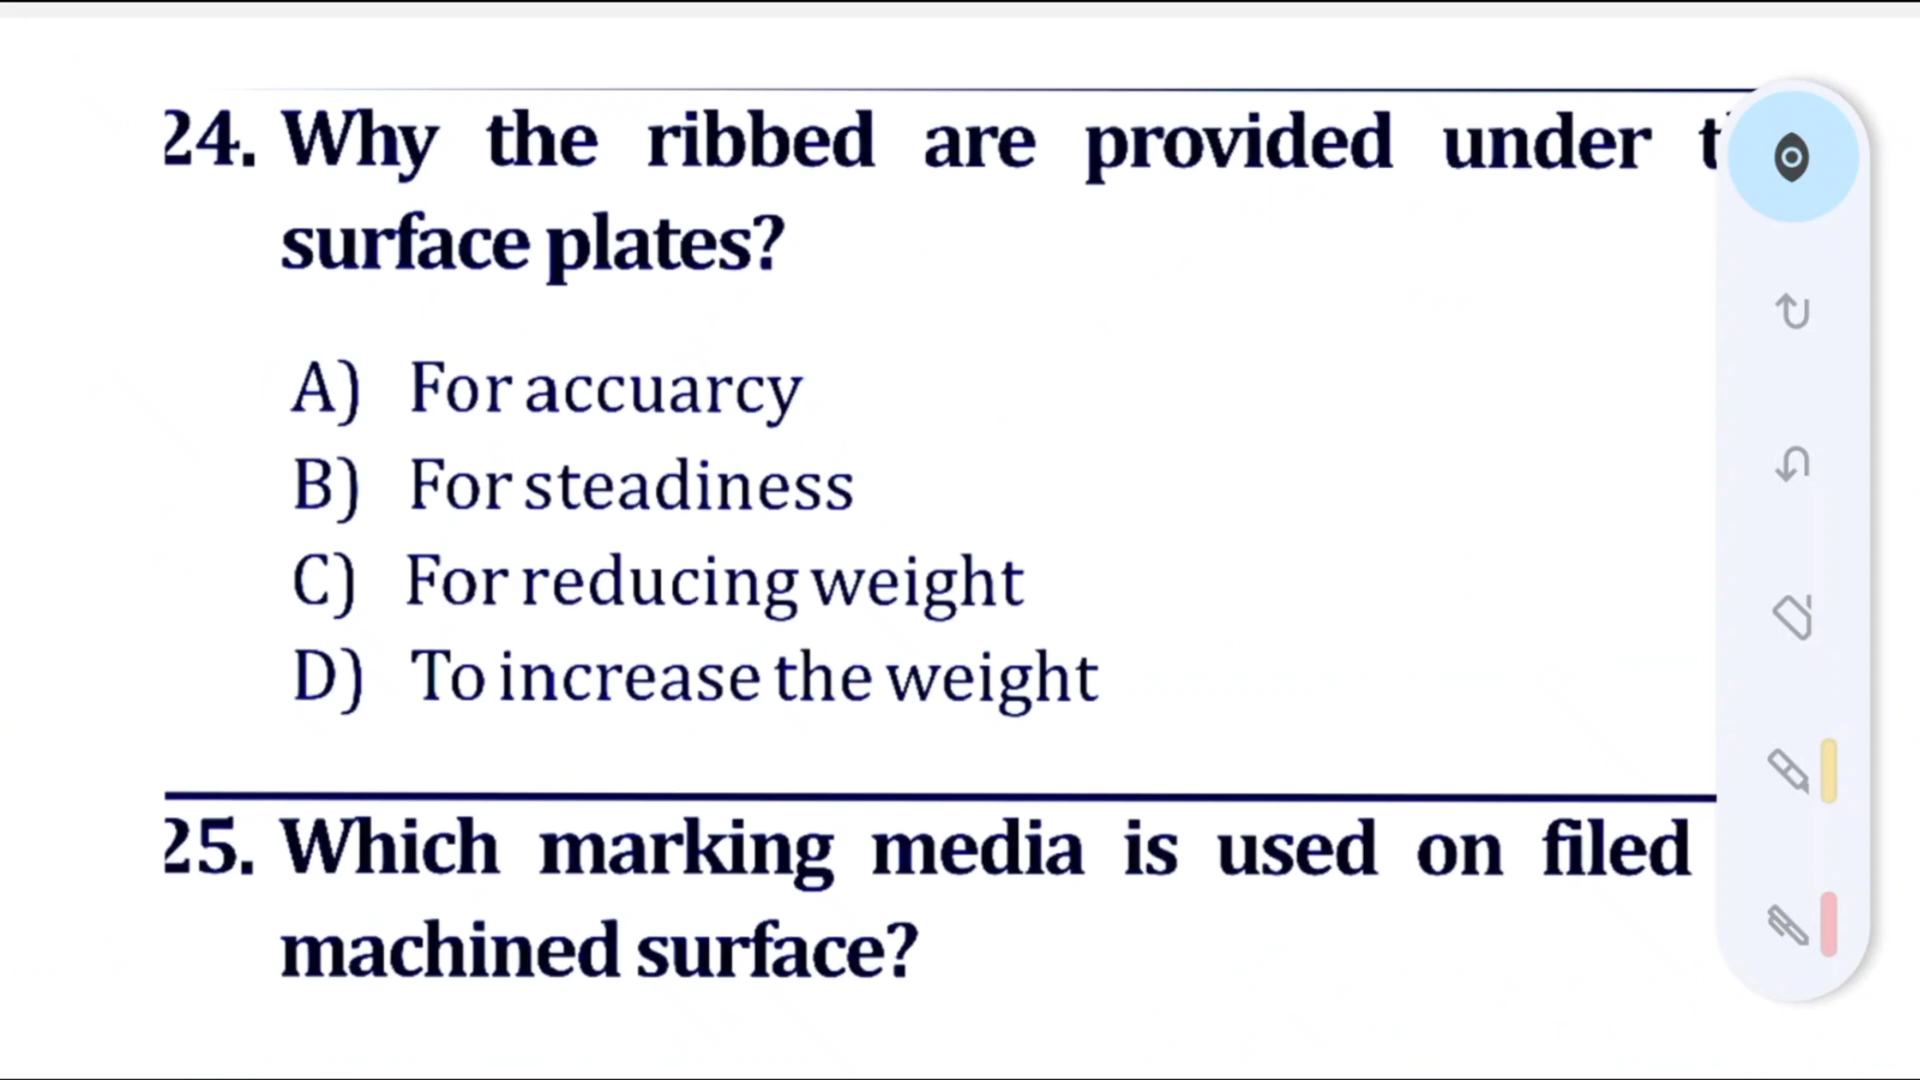 24. Why the ribbed are provided under
surface plates?
A) For accuarcy
B) For steadiness
C) For reducing weight
D) To increase the weight
25. Which marking media is used on filed
machined surface?